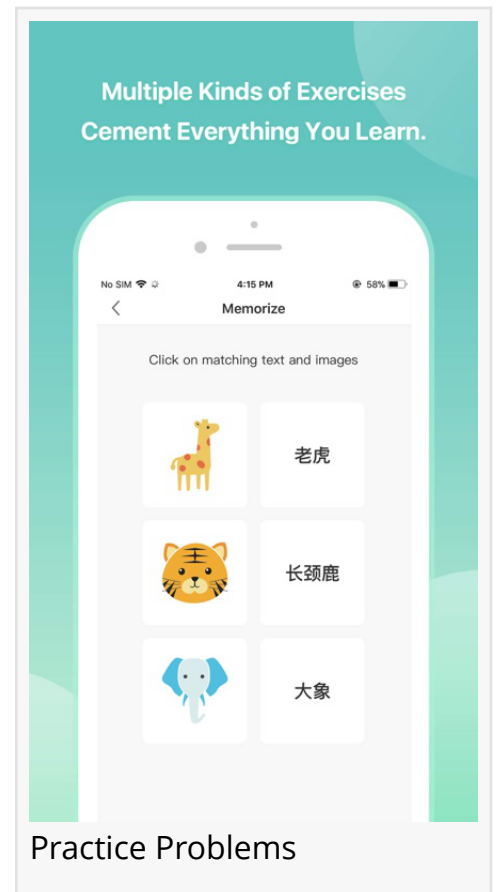 Multiple Kinds of Exercises
Cement Everything You Learn.
No SIM 4:15 PM 58%
Memorize
Click on matching text and images
老虎
长颈鹿
大象
Practice Problems